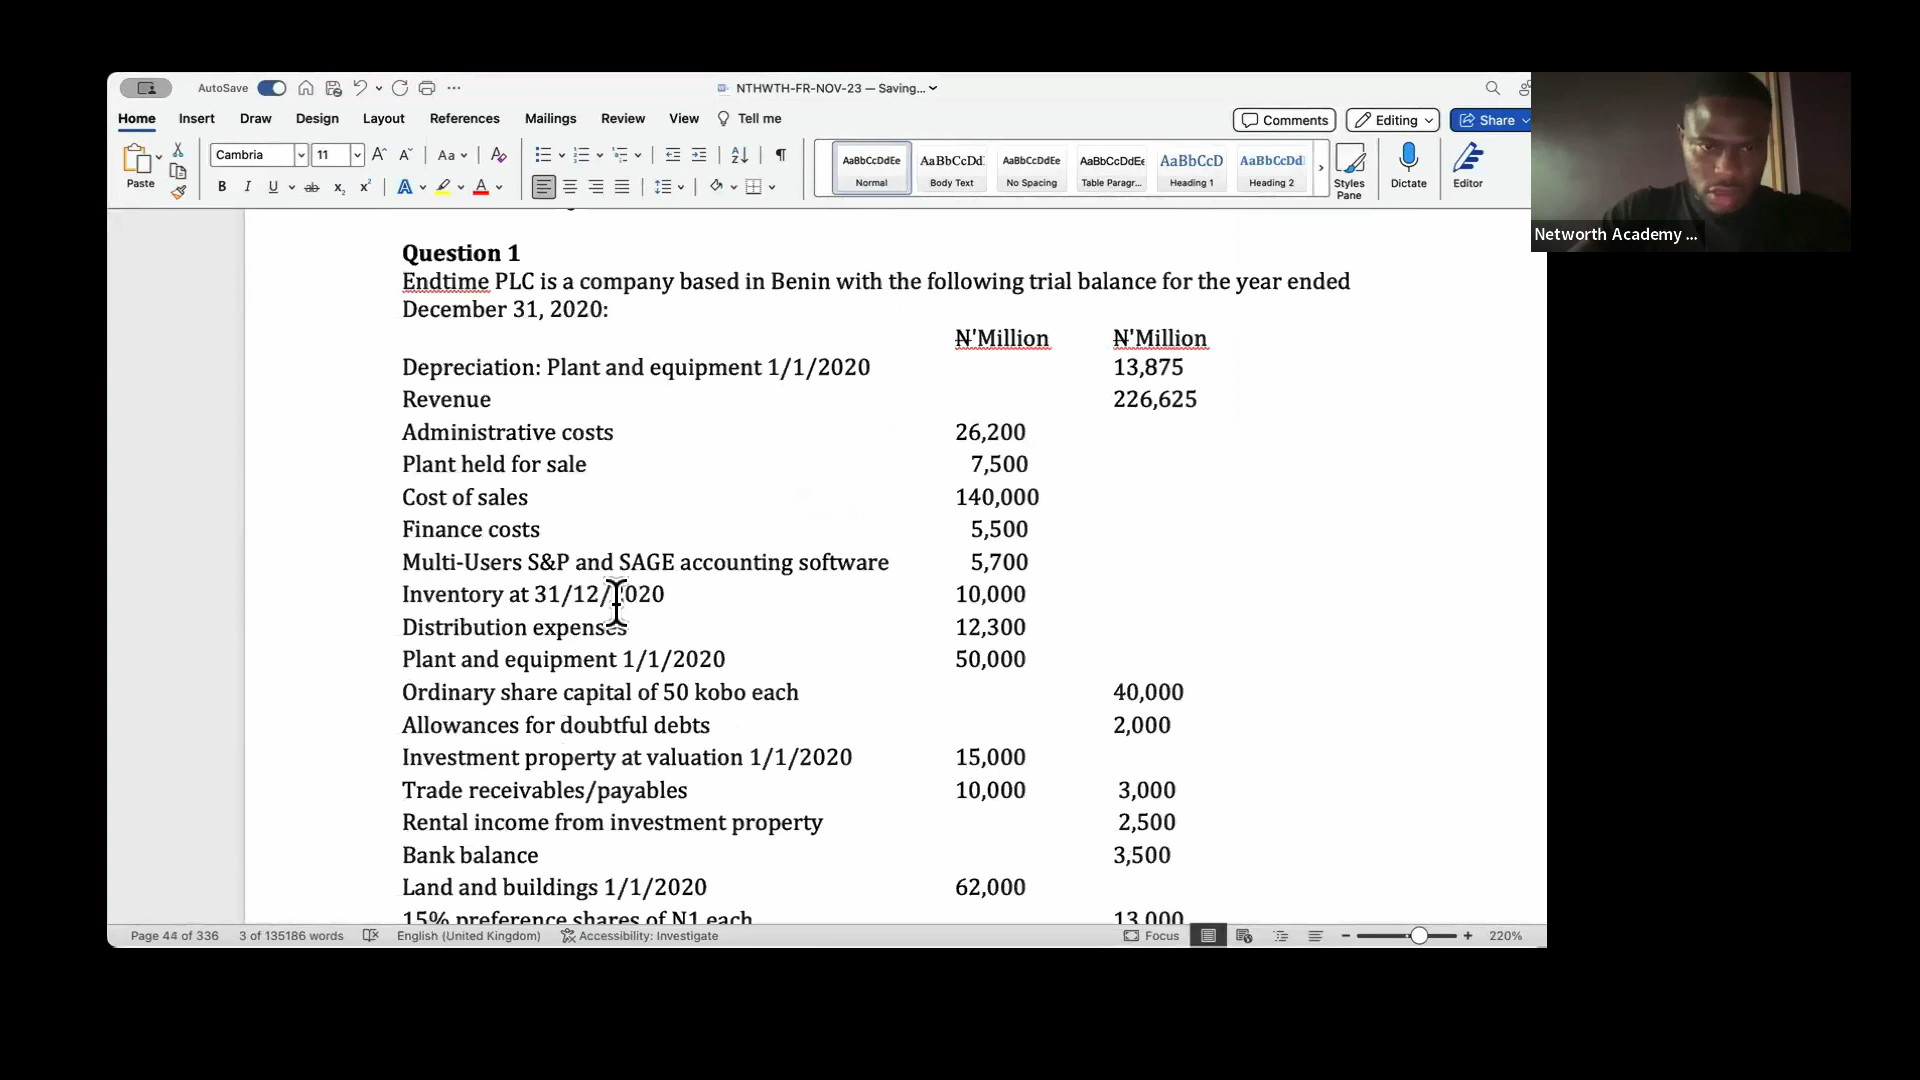 AutoSave
NTHWTH-FR-NOV-23 — Saving...
Home Insert Draw Design Layout References Mailings Review View Tell me
Comments Editing Share
Paste
Cambria 11
Aa
B I U ab x₂ x² A A
AaBbCcDdEe Normal
AaBbCcDd Body Text
AaBbCcDdEe No Spacing
AaBbCcDdEe Table Paragr...
AaBbCcD Heading 1
AaBbCcDd Heading 2
Styles Pane
Dictate
Editor
Networth Academy ...
Question 1
Endtime PLC is a company based in Benin with the following trial balance for the year ended
December 31, 2020:
₦'Million ₦'Million
Depreciation: Plant and equipment 1/1/2020 13,875
Revenue 226,625
Administrative costs 26,200
Plant held for sale 7,500
Cost of sales 140,000
Finance costs 5,500
Multi-Users S&P and SAGE accounting software 5,700
Inventory at 31/12/2020 10,000
Distribution expenses 12,300
Plant and equipment 1/1/2020 50,000
Ordinary share capital of 50 kobo each 40,000
Allowances for doubtful debts 2,000
Investment property at valuation 1/1/2020 15,000
Trade receivables/payables 10,000 3,000
Rental income from investment property 2,500
Bank balance 3,500
Land and buildings 1/1/2020 62,000
15% preference shares of N1 each 13,000
Page 44 of 336 3 of 135186 words English (United Kingdom) Accessibility: Investigate Focus 220%